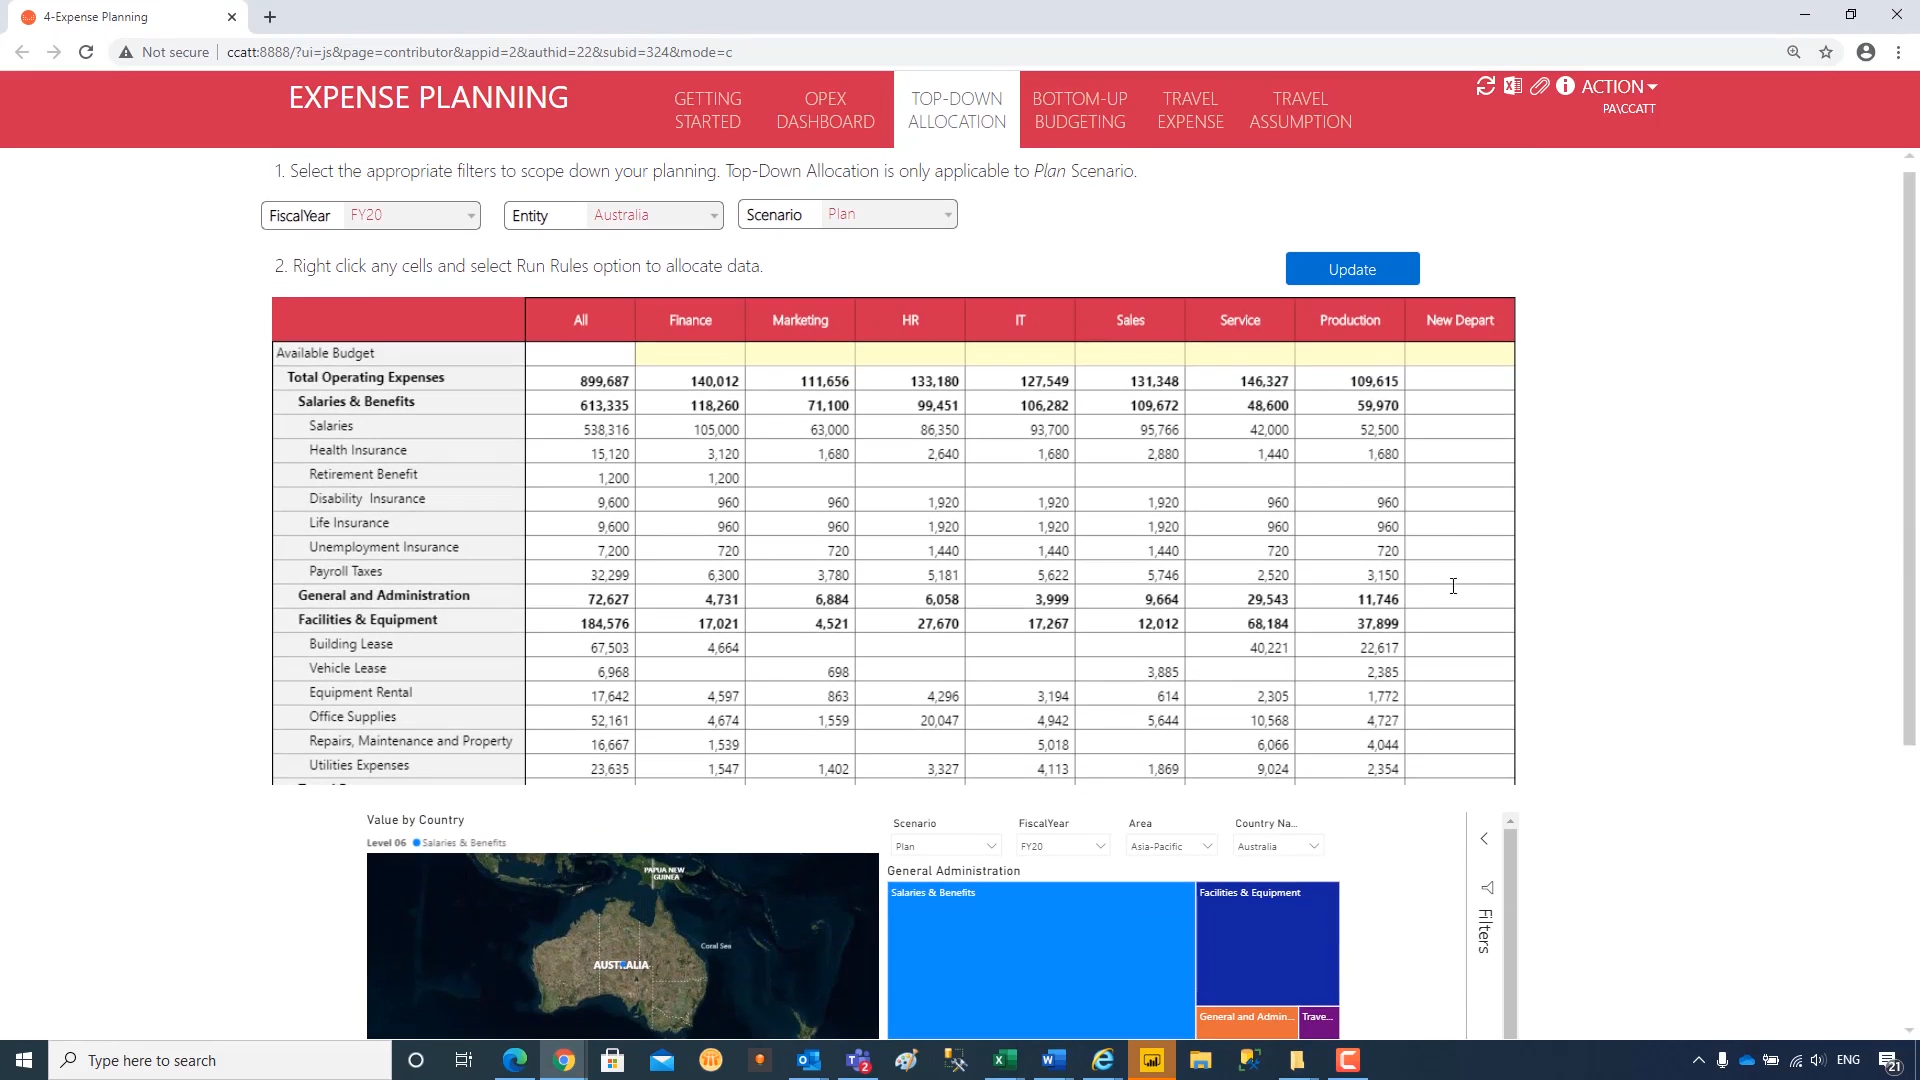 4-Expense Planning
Not secure ccatt:8888/?ui=js&page=contributor&appid=2&authid=22&subid=324&mode=c
EXPENSE PLANNING
GETTING STARTED
OPEX DASHBOARD
TOP-DOWN ALLOCATION
BOTTOM-UP BUDGETING
TRAVEL EXPENSE
TRAVEL ASSUMPTION
ACTION
PA\CCATT
1. Select the appropriate filters to scope down your planning. Top-Down Allocation is only applicable to Plan Scenario.
FiscalYear FY20 Entity Australia Scenario Plan
2. Right click any cells and select Run Rules option to allocate data.
Update
All Finance Marketing HR IT Sales Service Production New Depart
Available Budget
Total Operating Expenses 899,687 140,012 111,656 133,180 127,549 131,348 146,327 109,615
Salaries & Benefits 613,335 118,260 71,100 99,451 106,282 109,672 48,600 59,970
Salaries 538,316 105,000 63,000 86,350 93,700 95,766 42,000 52,500
Health Insurance 15,120 3,120 1,680 2,640 1,680 2,880 1,440 1,680
Retirement Benefit 1,200 1,200
Disability Insurance 9,600 960 960 1,920 1,920 1,920 960 960
Life Insurance 9,600 960 960 1,920 1,920 1,920 960 960
Unemployment Insurance 7,200 720 720 1,440 1,440 1,440 720 720
Payroll Taxes 32,299 6,300 3,780 5,181 5,622 5,746 2,520 3,150
General and Administration 72,627 4,731 6,884 6,058 3,999 9,664 29,543 11,746
Facilities & Equipment 184,576 17,021 4,521 27,670 17,267 12,012 68,184 37,899
Building Lease 67,503 4,664 40,221 22,617
Vehicle Lease 6,968 698 3,885 2,385
Equipment Rental 17,642 4,597 863 4,296 3,194 614 2,305 1,772
Office Supplies 52,161 4,674 1,559 20,047 4,942 5,644 10,568 4,727
Repairs, Maintenance and Property 16,667 1,539 5,018 6,066 4,044
Utilities Expenses 23,635 1,547 1,402 3,327 4,113 1,869 9,024 2,354
Value by Country
Level 06 Salaries & Benefits
PAPUA NEW GUINEA
Coral Sea
AUSTRALIA
Scenario FiscalYear Area Country Na...
Plan FY20 Asia-Pacific Australia
General Administration
Salaries & Benefits
Facilities & Equipment
General and Admin...
Trave...
Filters
Type here to search
2
ENG
21